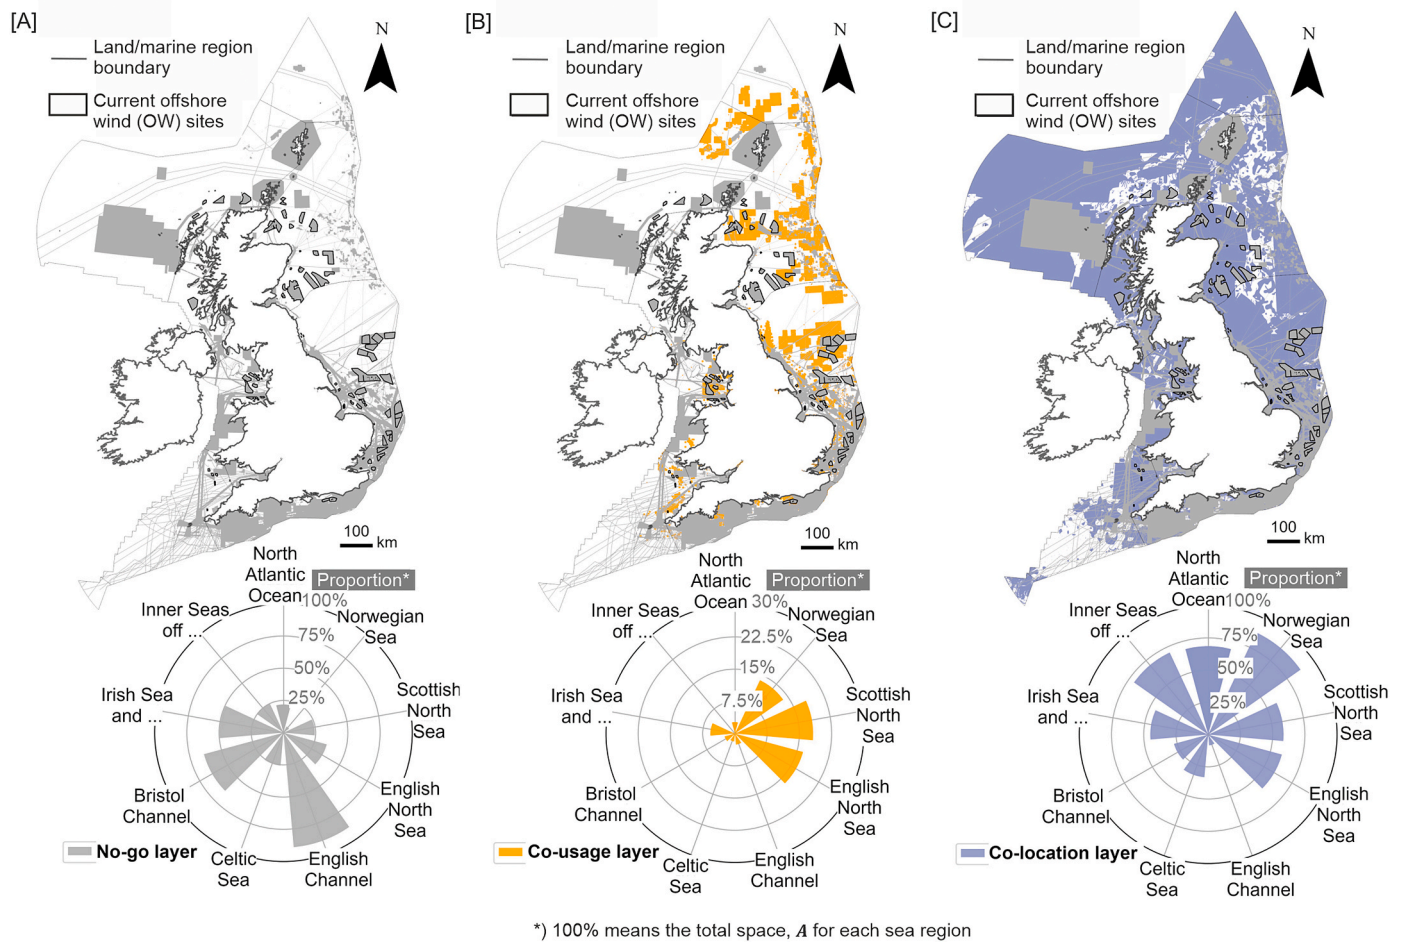 [A]
Land/marine region
boundary
Current offshore
wind (OW) sites
N
100
km
North
Atlantic
Ocean
Proportion*
100%
75%
50%
25%
Norwegian
Sea
Scottish
North
Sea
English
North
Sea
English
Channel
Celtic
Sea
Bristol
Channel
Irish Sea
and ...
Inner Seas
off ...
No-go layer
[B]
Land/marine region
boundary
Current offshore
wind (OW) sites
N
100
km
North
Atlantic
Ocean
Proportion*
30%
22.5%
15%
7.5%
Norwegian
Sea
Scottish
North
Sea
English
North
Sea
English
Channel
Celtic
Sea
Bristol
Channel
Irish Sea
and ...
Inner Seas
off ...
Co-usage layer
[C]
Land/marine region
boundary
Current offshore
wind (OW) sites
N
100
km
North
Atlantic
Ocean
Proportion*
100%
75%
50%
25%
Norwegian
Sea
Scottish
North
Sea
English
North
Sea
English
Channel
Celtic
Sea
Bristol
Channel
Irish Sea
and ...
Inner Seas
off ...
Co-location layer
*) 100% means the total space, A for each sea region